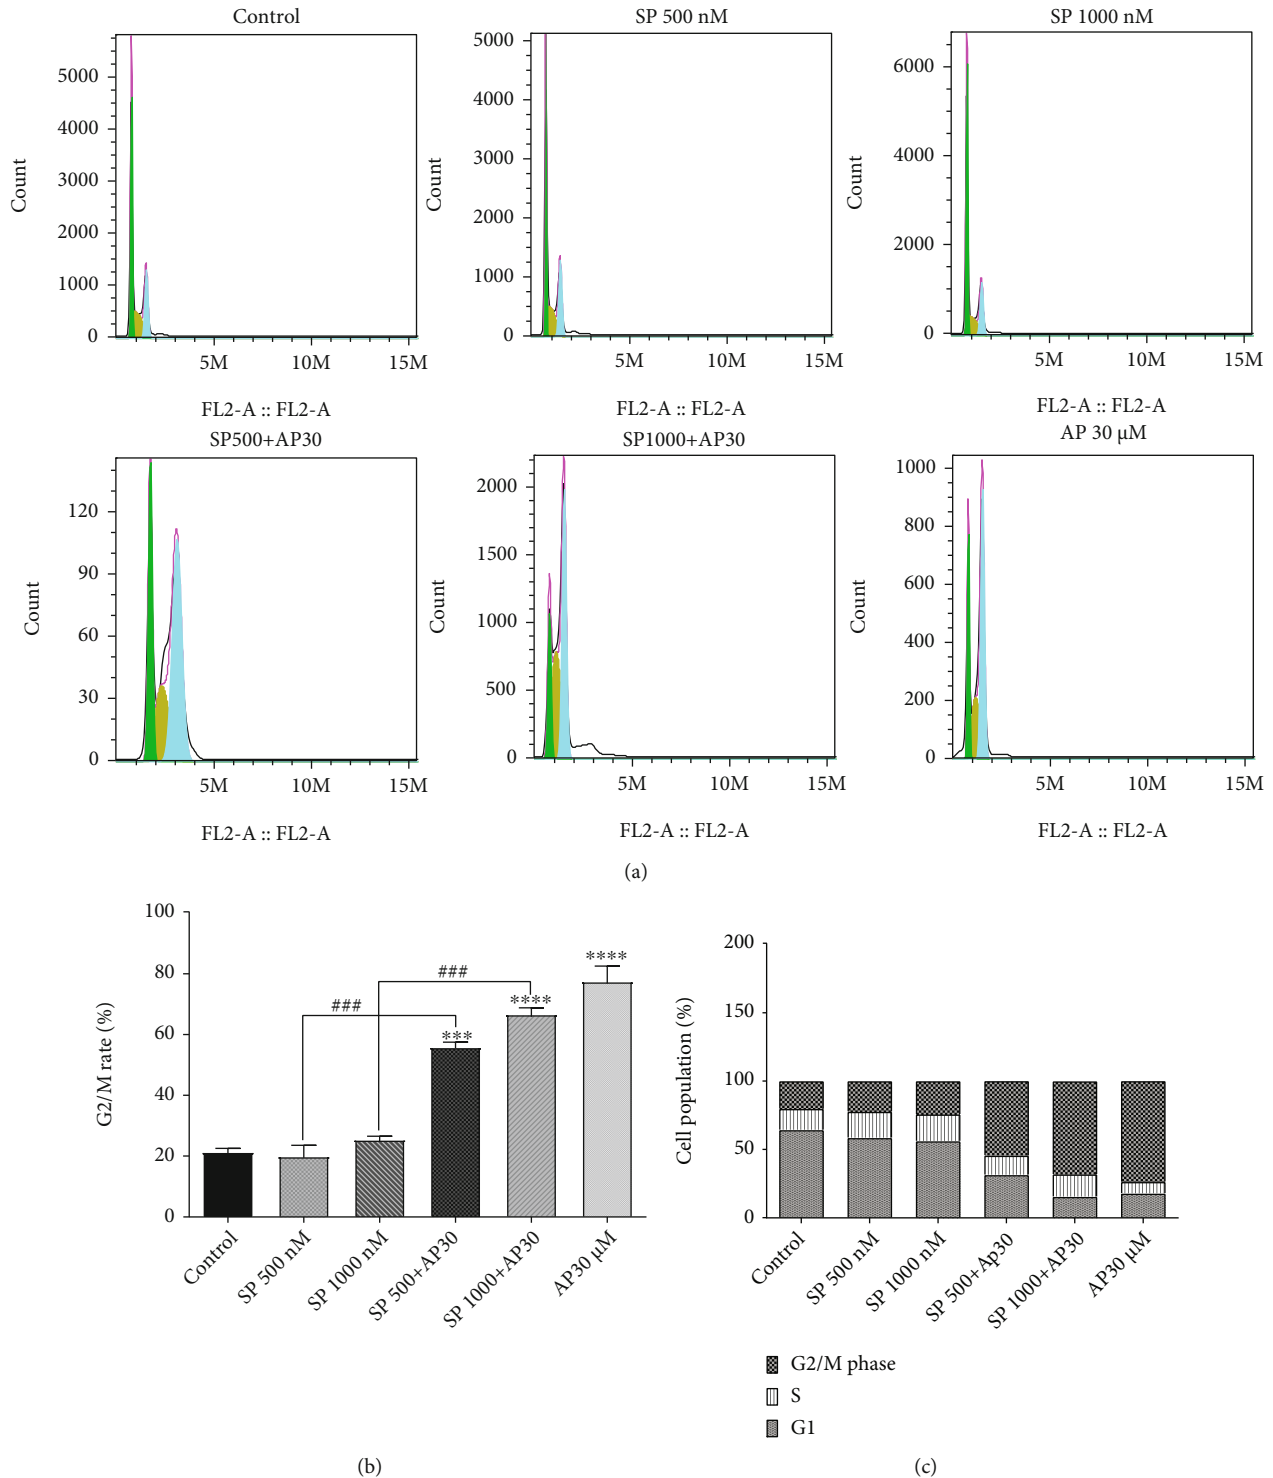 Control
SP 500 nM
SP 1000 nM
5000
4000
3000
2000
1000
0
Count
5M
10M
15M
FL2-A :: FL2-A
5000
4000
3000
2000
1000
0
Count
5M
10M
15M
FL2-A :: FL2-A
6000
4000
2000
0
Count
5M
10M
15M
FL2-A :: FL2-A
SP500+AP30
SP1000+AP30
AP 30 μM
120
90
60
30
0
Count
5M
10M
15M
FL2-A :: FL2-A
2000
1500
1000
500
0
Count
5M
10M
15M
FL2-A :: FL2-A
1000
800
600
400
200
0
Count
5M
10M
15M
FL2-A :: FL2-A
(a)
100
80
60
40
20
0
G2/M rate (%)
###
###
***
****
****
Control
SP 500 nM
SP 1000 nM
SP 500+AP30
SP 1000+AP30
AP30 μM
(b)
200
150
100
50
0
Cell population (%)
Control
SP 500 nM
SP 1000 nM
SP 500+Ap30
SP 1000+AP30
AP30 μM
G2/M phase
S
G1
(c)